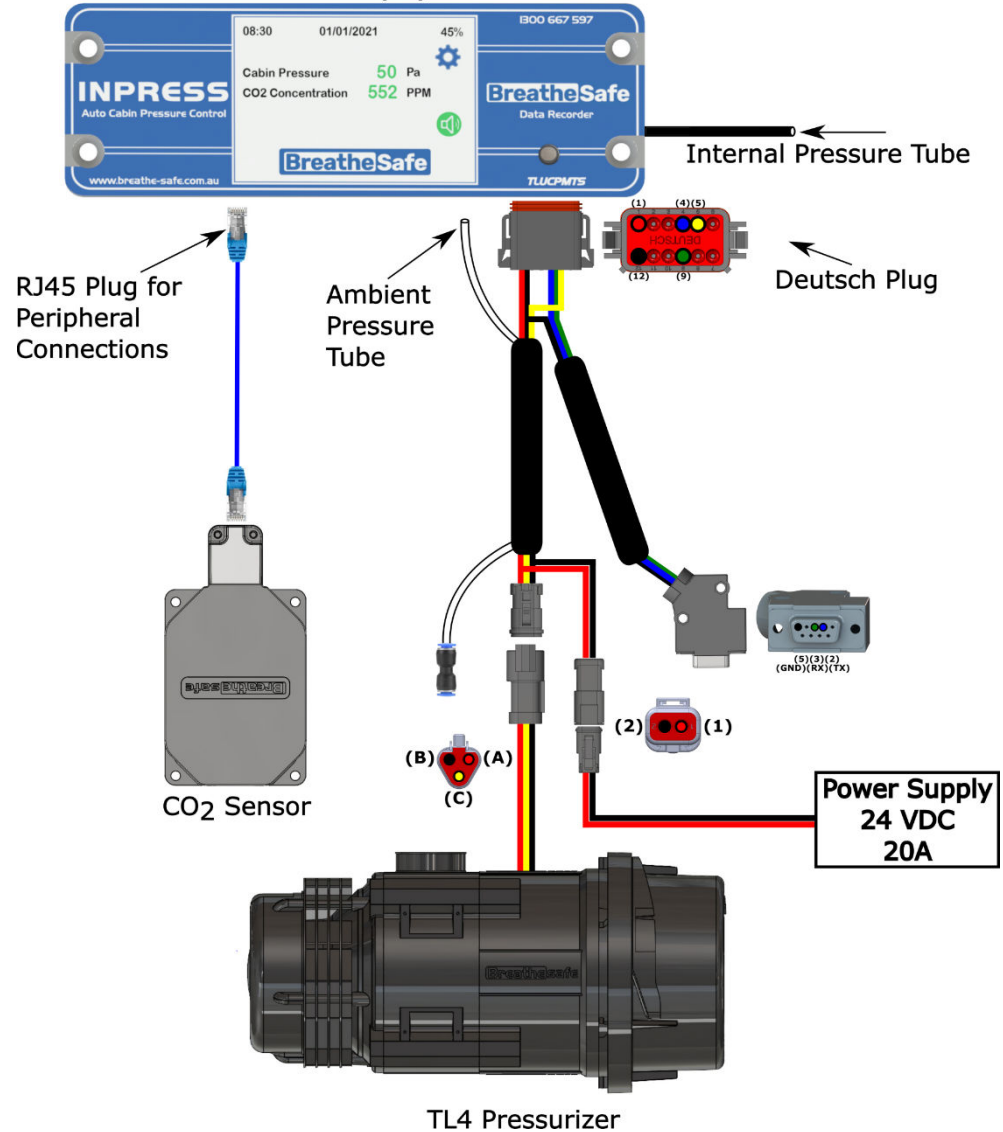 1300 667 597
08:30 01/01/2021 45%
Cabin Pressure 50 Pa
CO2 Concentration 552 PPM
INPRESS
Auto Cabin Pressure Control
BreatheSafe
Data Recorder
BreatheSafe
www.breathe-safe.com.au
TLUCPMTS
Internal Pressure Tube
(1) (4)(5)
DEUTSCH
(12) (9)
Deutsch Plug
RJ45 Plug for
Peripheral
Connections
Ambient
Pressure
Tube
(5)(3)(2)
(GND)(RX)(TX)
Breathesafe
CO2 Sensor
(B) (A)
(C)
(2) (1)
Power Supply
24 VDC
20A
Breathesafe
TL4 Pressurizer